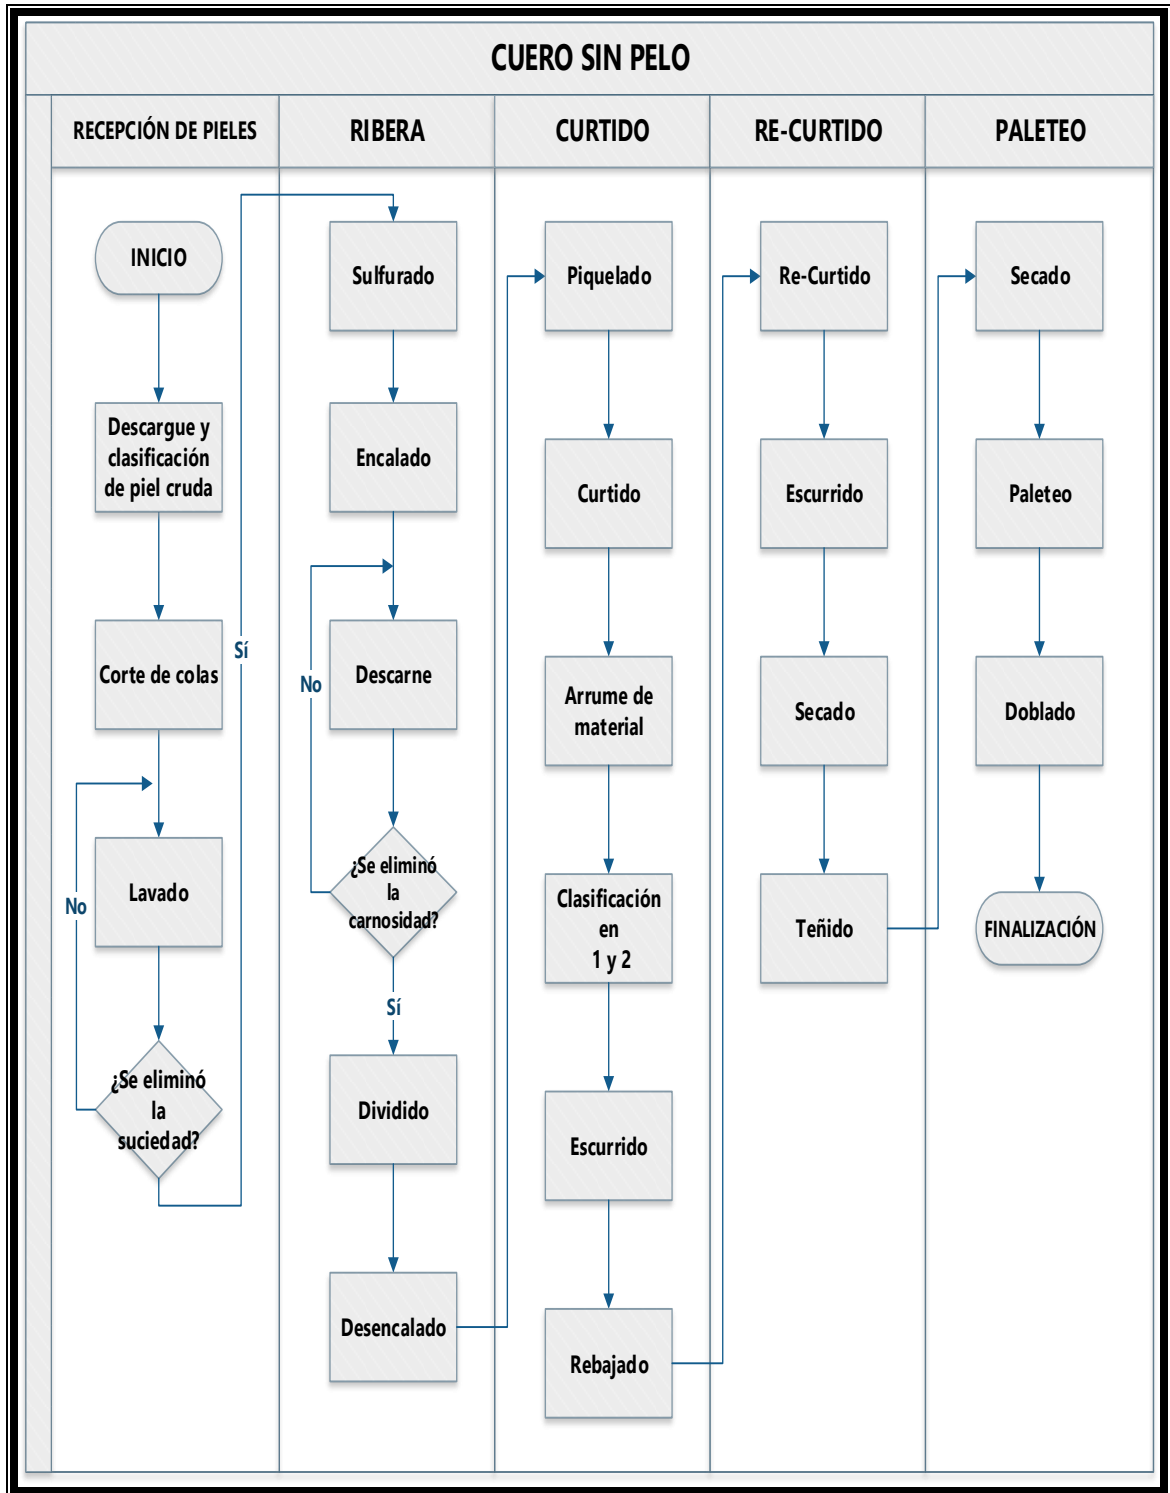 CUERO SIN PELO
RECEPCIÓN DE PIELES
RIBERA
CURTIDO
RE-CURTIDO
PALETEO
INICIO
Descargue y
clasificación
de piel cruda
Corte de colas
Lavado
No
¿Se eliminó
la
suciedad?
Sí
Sulfurado
Encalado
Descarne
No
¿Se eliminó
la
carnosidad?
Sí
Dividido
Desencalado
Piquelado
Curtido
Arrume de
material
Clasificación
en
1 y 2
Escurrido
Rebajado
Re-Curtido
Escurrido
Secado
Teñido
Secado
Paleteo
Doblado
FINALIZACIÓN